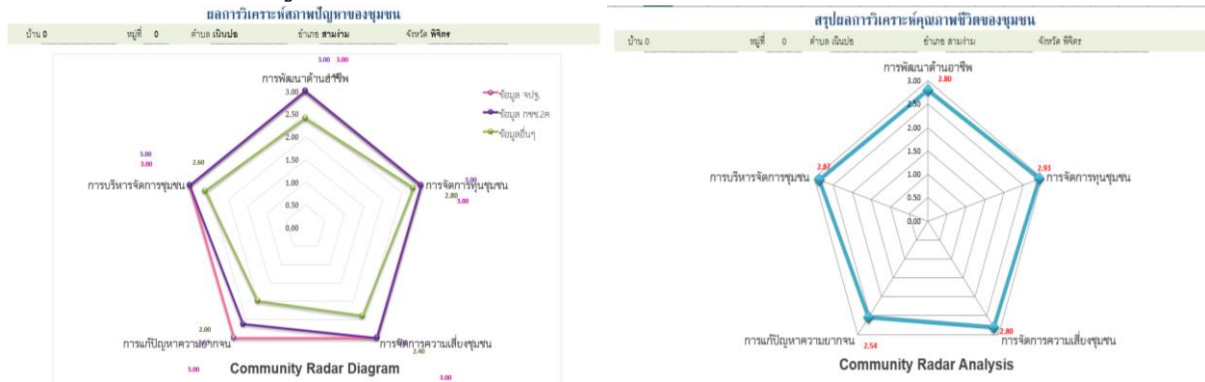 ผลการวิเคราะห์สภาพปัญหาของชุมชน
บ้าน 0 หมู่ที่ 0 ตำบล เนินปอ อำเภอ สามง่าม จังหวัด พิจิตร
3.00 3.00
การพัฒนาด้านอาชีพ
3.00
2.50
2.00
1.50
1.00
0.50
0.00
ข้อมูล จปฐ.
ข้อมูล กชช.2ค
ข้อมูลอื่นๆ
3.00
3.00
2.60
การบริหารจัดการชุมชน
การจัดการทุนชุมชน
3.00
2.80
3.00
2.00
การแก้ปัญหาความยากจน
การจัดการความเสี่ยงชุมชน
2.40
3.00
3.00
Community Radar Diagram
สรุปผลการวิเคราะห์คุณภาพชีวิตของชุมชน
บ้าน 0 หมู่ที่ 0 ตำบล เนินปอ อำเภอ สามง่าม จังหวัด พิจิตร
การพัฒนาด้านอาชีพ
3.00 2.80
2.50
2.00
1.50
1.00
0.50
0.00
2.87
การบริหารจัดการชุมชน
2.93
การจัดการทุนชุมชน
การแก้ปัญหาความยากจน
2.54
2.80
การจัดการความเสี่ยงชุมชน
Community Radar Analysis